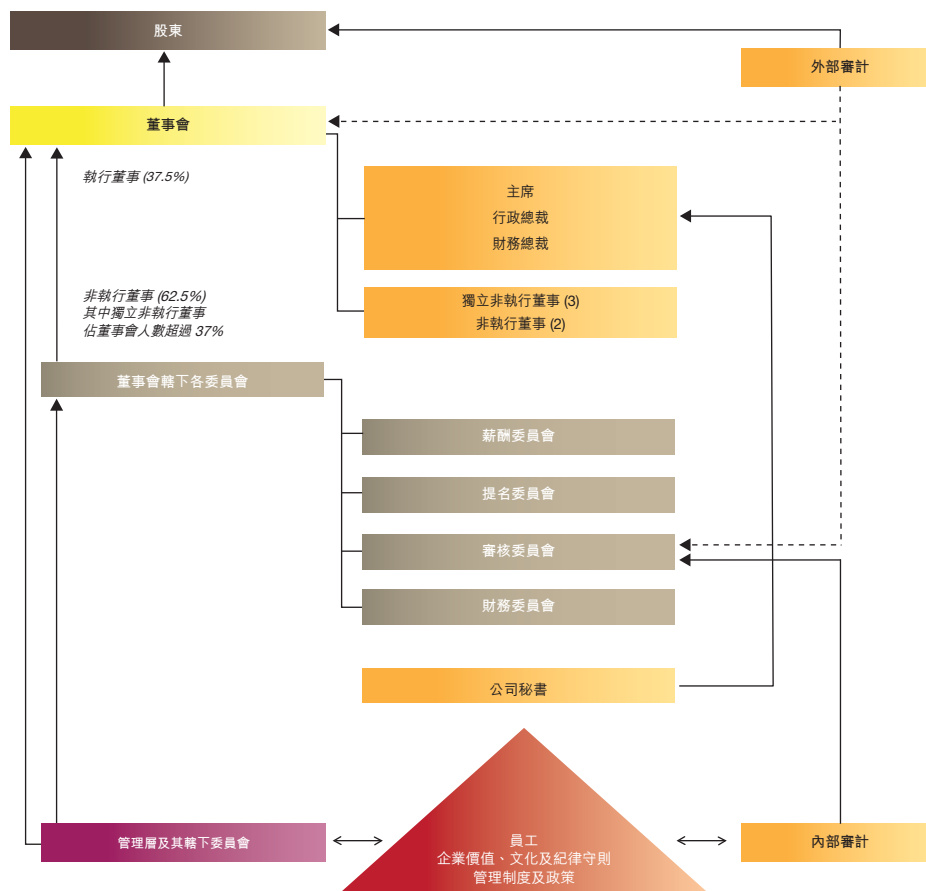 股東
外部審計
董事會
執行董事 (37.5%)
主席
行政總裁
財務總裁
非執行董事 (62.5%)
其中獨立非執行董事
佔董事會人數超過 37%
獨立非執行董事 (3)
非執行董事 (2)
董事會轄下各委員會
薪酬委員會
提名委員會
審核委員會
財務委員會
公司秘書
管理層及其轄下委員會
員工
企業價值、文化及紀律守則
管理制度及政策
內部審計